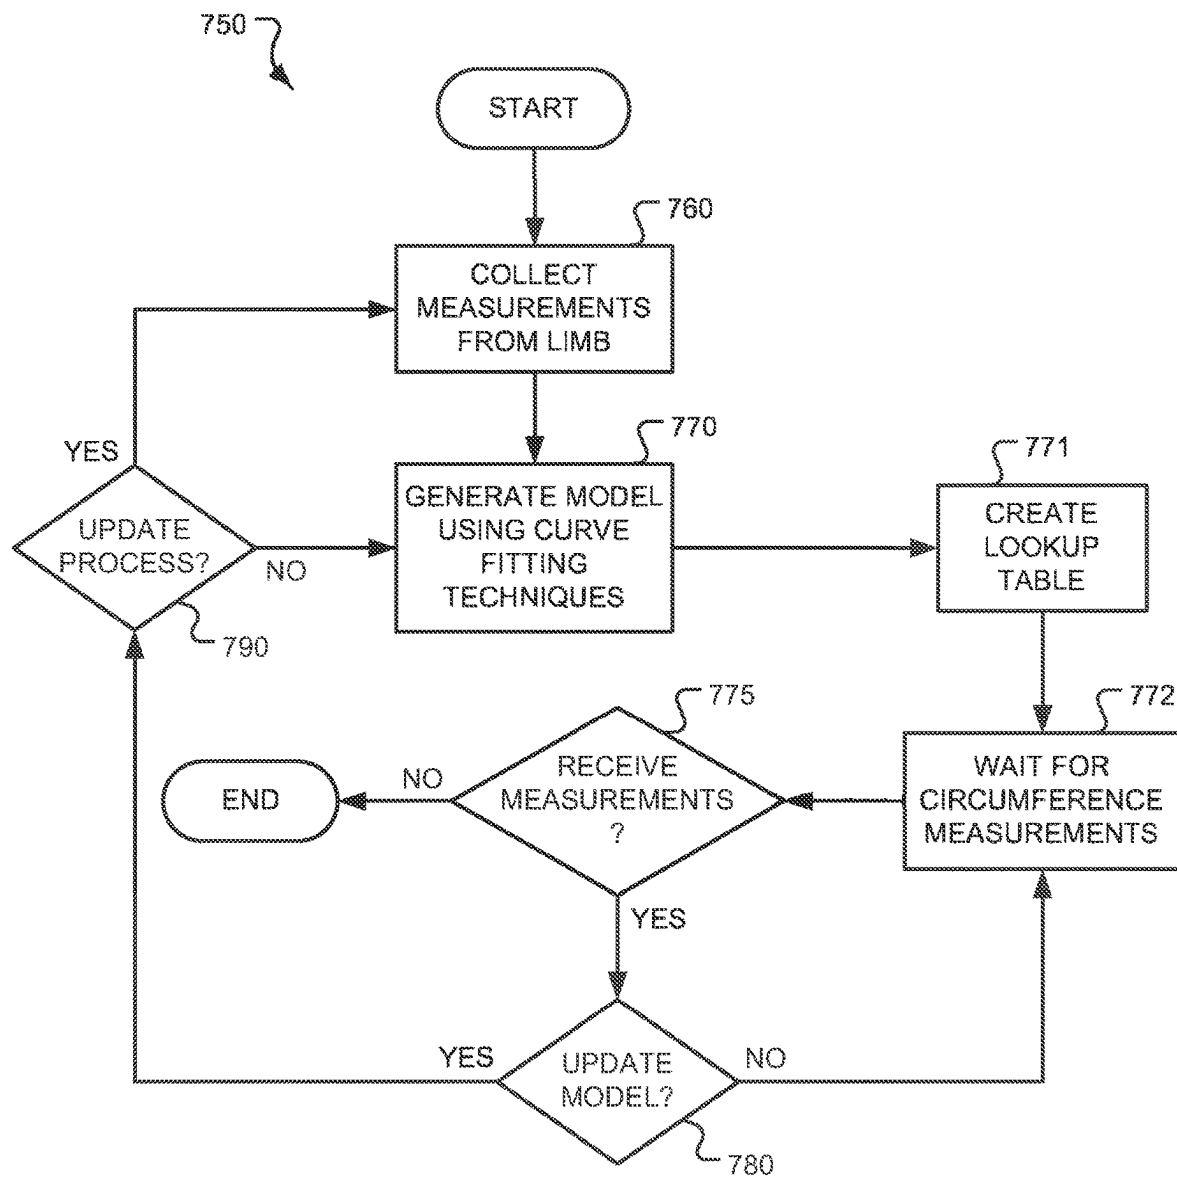 750
START
760
COLLECT
MEASUREMENTS
FROM LIMB
770
GENERATE MODEL
USING CURVE
FITTING
TECHNIQUES
771
CREATE
LOOKUP
TABLE
YES
UPDATE
PROCESS?
NO
790
772
WAIT FOR
CIRCUMFERENCE
MEASUREMENTS
775
RECEIVE
MEASUREMENTS
?
NO
END
YES
YES
UPDATE
MODEL?
NO
780